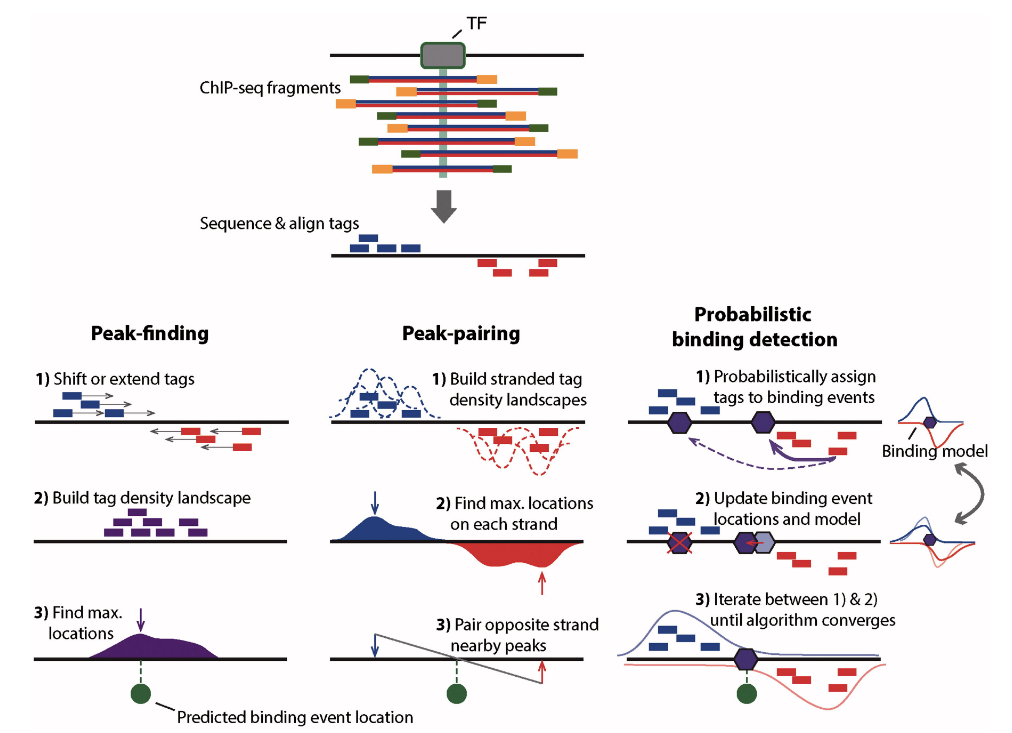 TF
ChIP-seq fragments
Sequence & align tags
Peak-finding
1) Shift or extend tags
2) Build tag density landscape
3) Find max.
locations
Predicted binding event location
Peak-pairing
1) Build stranded tag
density landscapes
2) Find max. locations
on each strand
3) Pair opposite strand
nearby peaks
Probabilistic
binding detection
1) Probabilistically assign
tags to binding events
Binding model
2) Update binding event
locations and model
3) Iterate between 1) & 2)
until algorithm converges